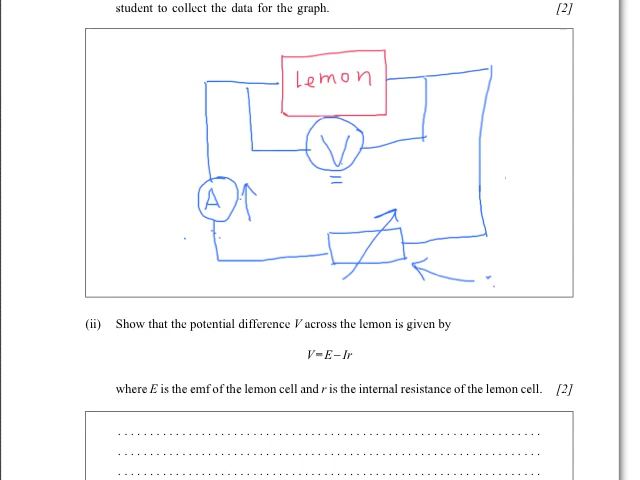 student to collect the data for the graph. [2]
Lemon
V
A
(ii) Show that the potential difference V across the lemon is given by
V=E–Ir
where E is the emf of the lemon cell and r is the internal resistance of the lemon cell. [2]